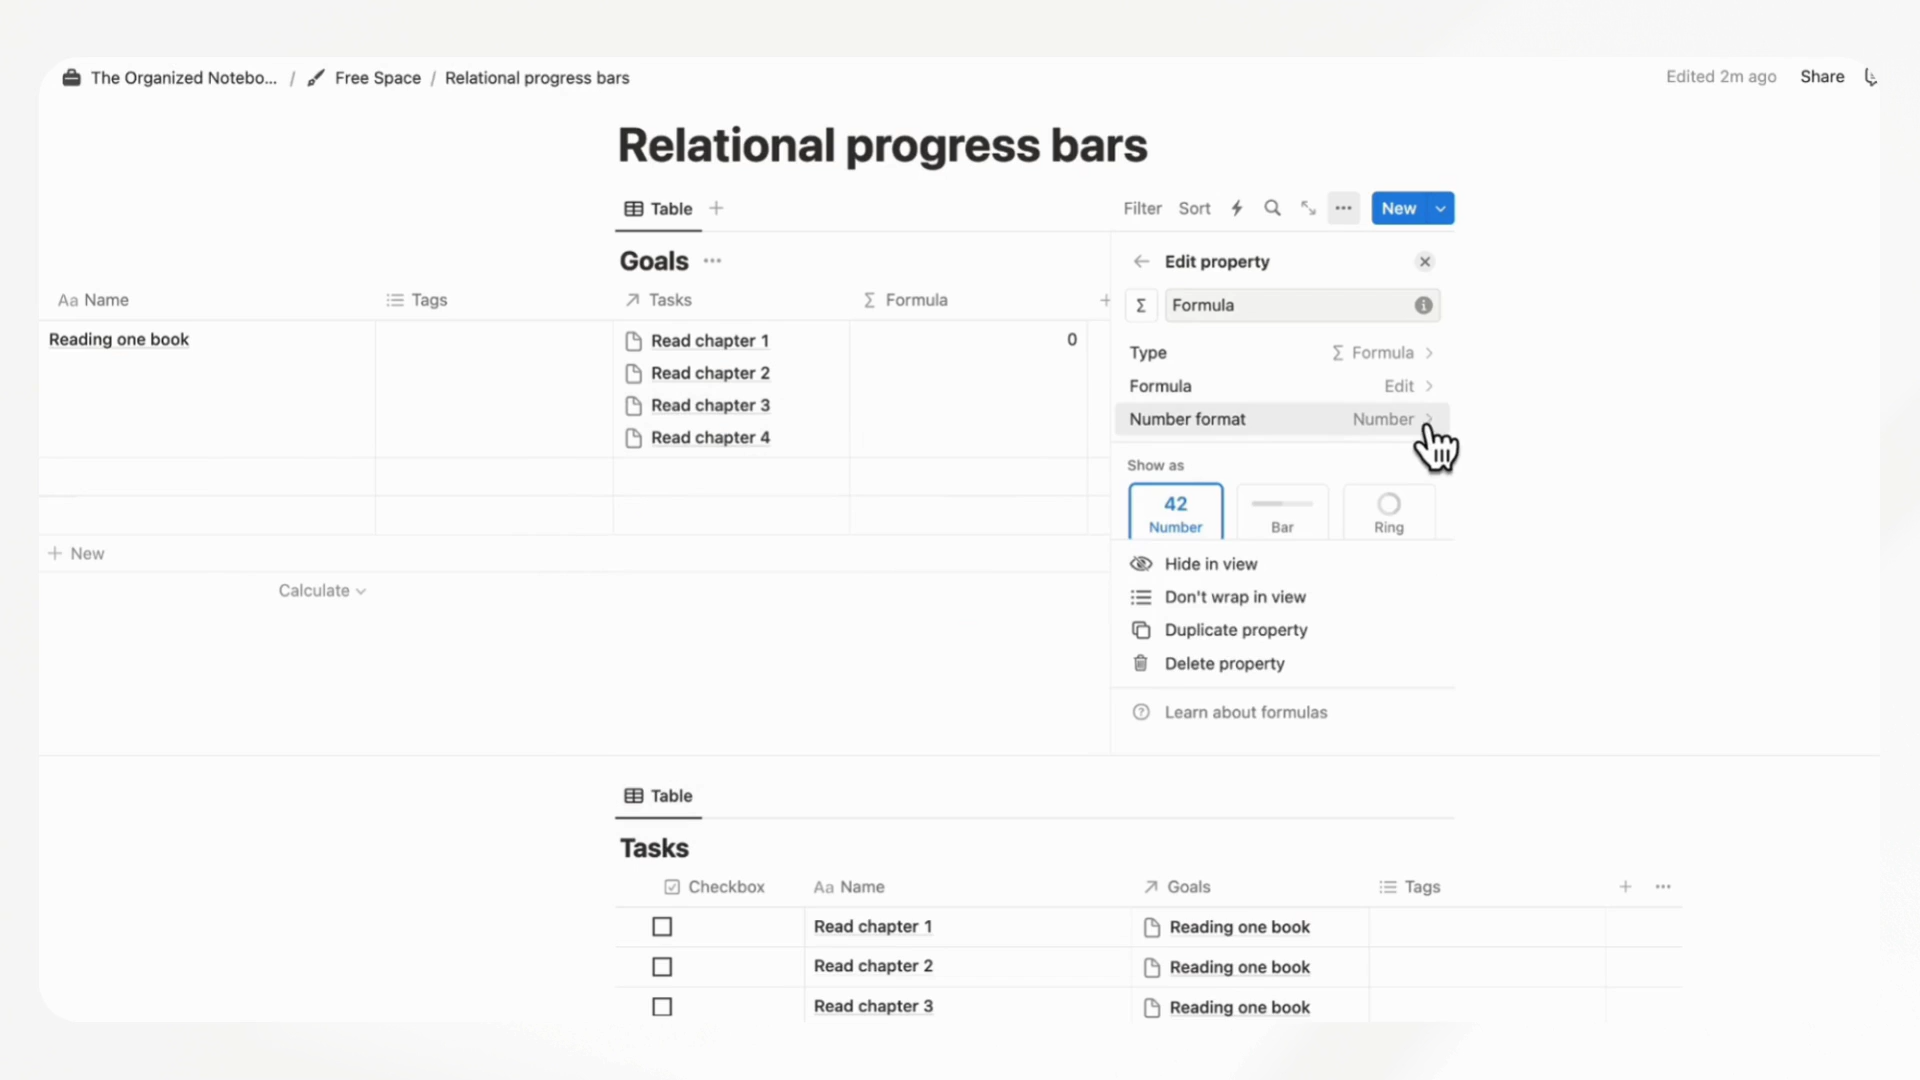 The Organized Notebo... / Free Space / Relational progress bars
Edited 2m ago Share
Relational progress bars
Table
Filter Sort New
Goals
Aa Name Tags Tasks Σ Formula
Reading one book Read chapter 1 0
Read chapter 2
Read chapter 3
Read chapter 4
+ New
Calculate
Edit property
Σ Formula
Type Σ Formula
Formula Edit
Number format Number
Show as
42
Number Bar Ring
Hide in view
Don't wrap in view
Duplicate property
Delete property
Learn about formulas
Table
Tasks
Checkbox Aa Name Goals Tags
Read chapter 1 Reading one book
Read chapter 2 Reading one book
Read chapter 3 Reading one book